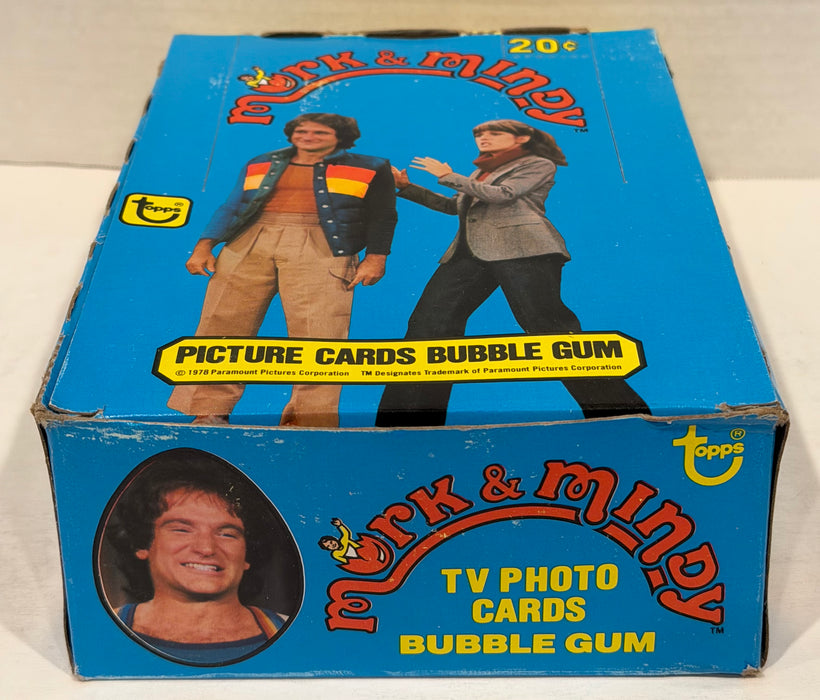 20¢
mork & mindy
TM
topps®
PICTURE CARDS BUBBLE GUM
© 1978 Paramount Pictures Corporation TM Designates Trademark of Paramount Pictures Corporation
topps®
mork & mindy
TM
TV PHOTO
CARDS
BUBBLE GUM